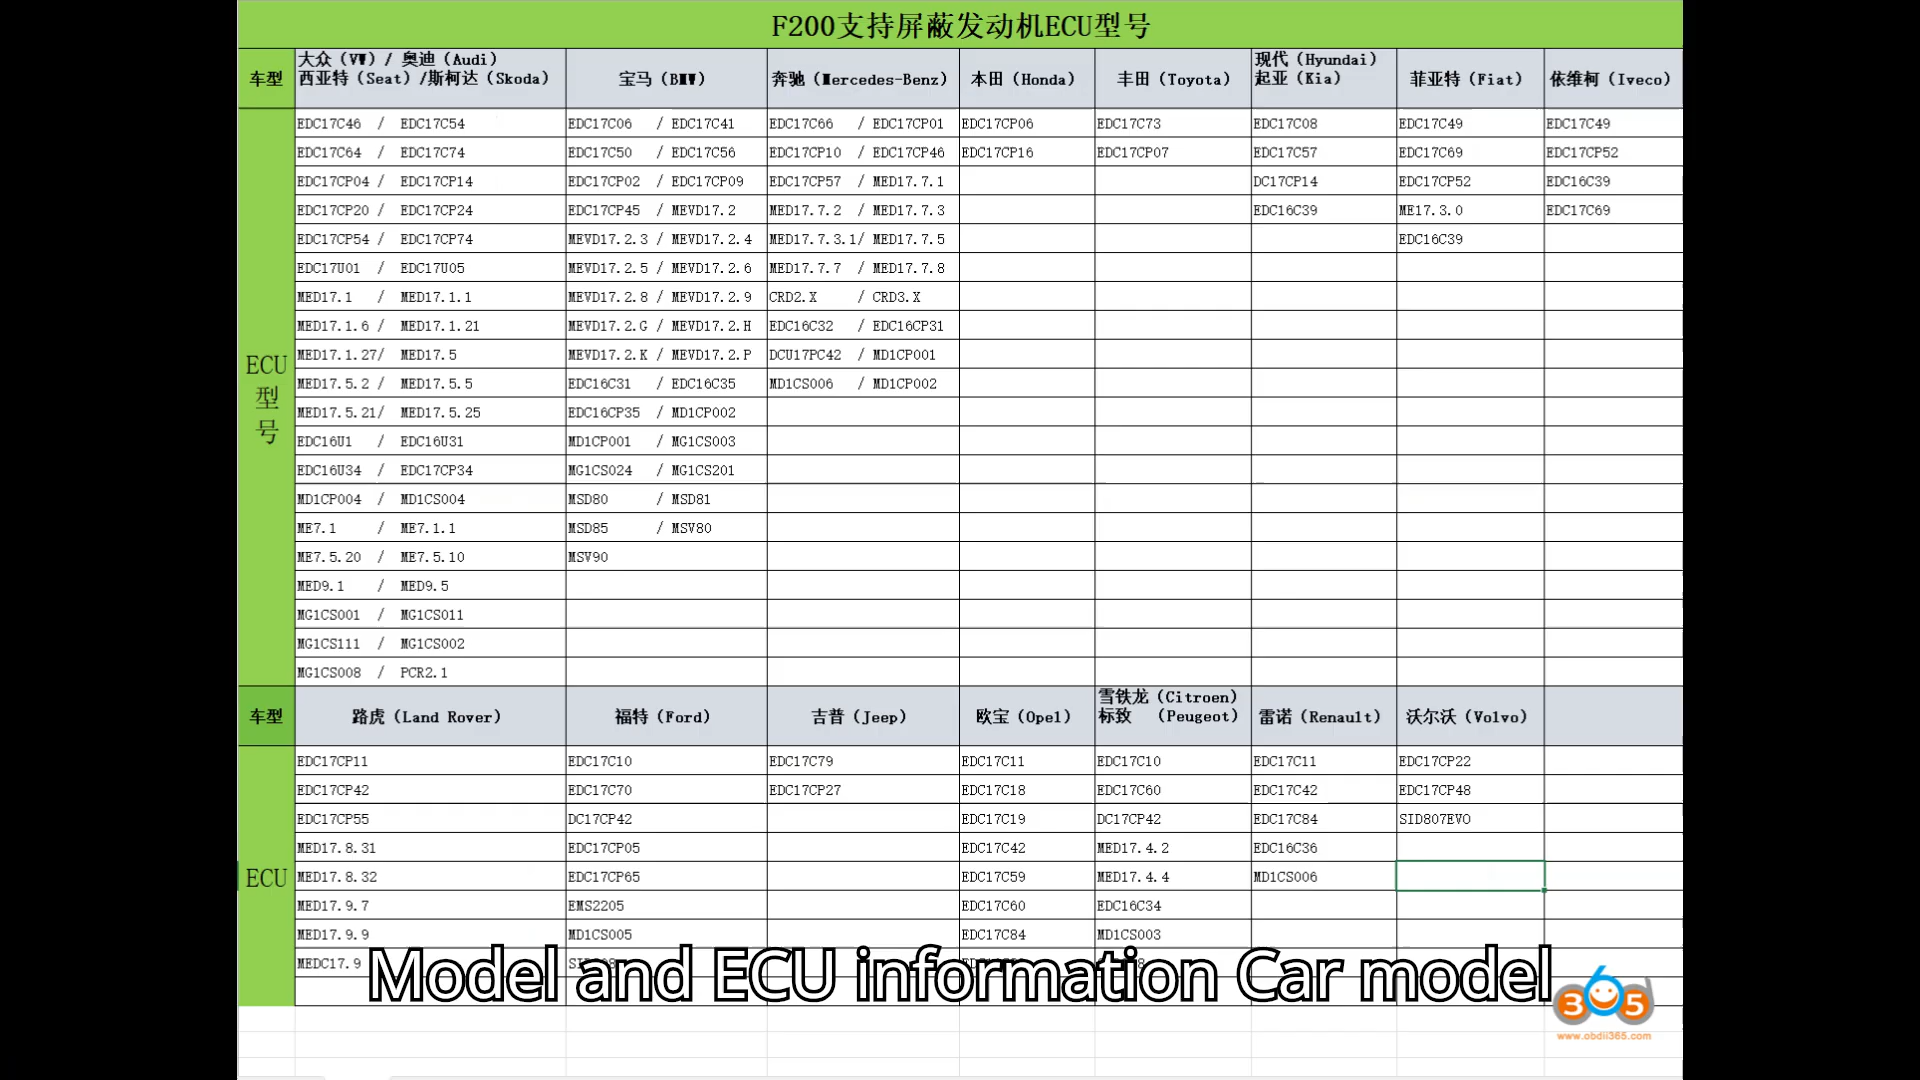 F200支持屏蔽发动机ECU型号
车型 大众（VW）/ 奥迪（Audi） 西亚特（Seat）/斯柯达（Skoda） 宝马（BMW） 奔驰（Mercedes-Benz） 本田（Honda） 丰田（Toyota） 现代（Hyundai） 起亚（Kia） 菲亚特（Fiat） 依维柯（Iveco）
ECU型号
EDC17C46 / EDC17C54 EDC17C06 / EDC17C41 EDC17C66 / EDC17CP01 EDC17CP06 EDC17C73 EDC17C08 EDC17C49 EDC17C49
EDC17C64 / EDC17C74 EDC17C50 / EDC17C56 EDC17CP10 / EDC17CP46 EDC17CP16 EDC17CP07 EDC17C57 EDC17C69 EDC17CP52
EDC17CP04 / EDC17CP14 EDC17CP02 / EDC17CP09 EDC17CP57 / MED17.7.1 DC17CP14 EDC17CP52 EDC16C39
EDC17CP20 / EDC17CP24 EDC17CP45 / MEVD17.2 MED17.7.2 / MED17.7.3 EDC16C39 ME17.3.0 EDC17C69
EDC17CP54 / EDC17CP74 MEVD17.2.3 / MEVD17.2.4 MED17.7.3.1/ MED17.7.5 EDC16C39
EDC17U01 / EDC17U05 MEVD17.2.5 / MEVD17.2.6 MED17.7.7 / MED17.7.8
MED17.1 / MED17.1.1 MEVD17.2.8 / MEVD17.2.9 CRD2.X / CRD3.X
MED17.1.6 / MED17.1.21 MEVD17.2.G / MEVD17.2.H EDC16C32 / EDC16CP31
MED17.1.27/ MED17.5 MEVD17.2.K / MEVD17.2.P DCU17PC42 / MD1CP001
MED17.5.2 / MED17.5.5 EDC16C31 / EDC16C35 MD1CS006 / MD1CP002
MED17.5.21/ MED17.5.25 EDC16CP35 / MD1CP002
EDC16U1 / EDC16U31 MD1CP001 / MG1CS003
EDC16U34 / EDC17CP34 MG1CS024 / MG1CS201
MD1CP004 / MD1CS004 MSD80 / MSD81
ME7.1 / ME7.1.1 MSD85 / MSV80
ME7.5.20 / ME7.5.10 MSV90
MED9.1 / MED9.5
MG1CS001 / MG1CS011
MG1CS111 / MG1CS002
MG1CS008 / PCR2.1
车型 路虎（Land Rover） 福特（Ford） 吉普（Jeep） 欧宝（Opel） 雪铁龙（Citroen） 标致 （Peugeot） 雷诺（Renault） 沃尔沃（Volvo）
ECU
EDC17CP11 EDC17C10 EDC17C79 EDC17C11 EDC17C10 EDC17C11 EDC17CP22
EDC17CP42 EDC17C70 EDC17CP27 EDC17C18 EDC17C60 EDC17C42 EDC17CP48
EDC17CP55 DC17CP42 EDC17C19 DC17CP42 EDC17C84 SID807EVO
MED17.8.31 EDC17CP05 EDC17C42 MED17.4.2 EDC16C36
MED17.8.32 EDC17CP65 EDC17C59 MED17.4.4 MD1CS006
MED17.9.7 EMS2205 EDC17C60 EDC16C34
MED17.9.9 MD1CS005 EDC17C84 MD1CS003
MEDC17.9
Model and ECU information Car model
365
www.obdii365.com